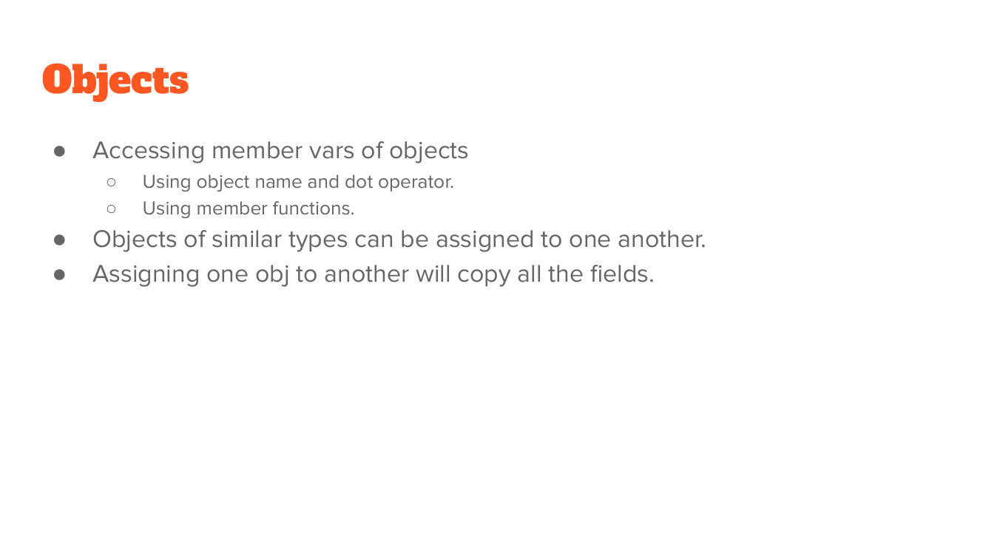 Objects
● Accessing member vars of objects
○ Using object name and dot operator.
○ Using member functions.
● Objects of similar types can be assigned to one another.
● Assigning one obj to another will copy all the fields.